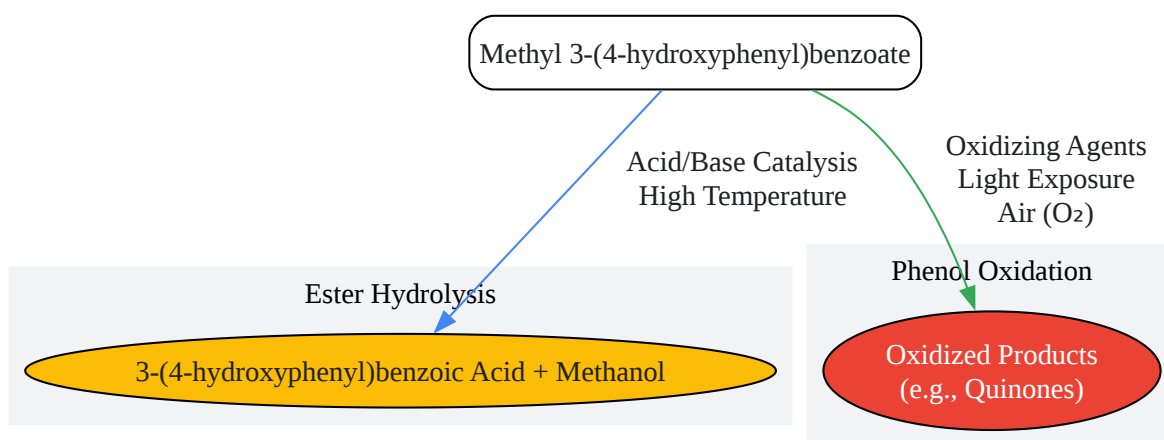 Methyl 3-(4-hydroxyphenyl)benzoate
Acid/Base Catalysis
High Temperature
Oxidizing Agents
Light Exposure
Air (O₂)
Ester Hydrolysis
3-(4-hydroxyphenyl)benzoic Acid + Methanol
Phenol Oxidation
Oxidized Products
(e.g., Quinones)